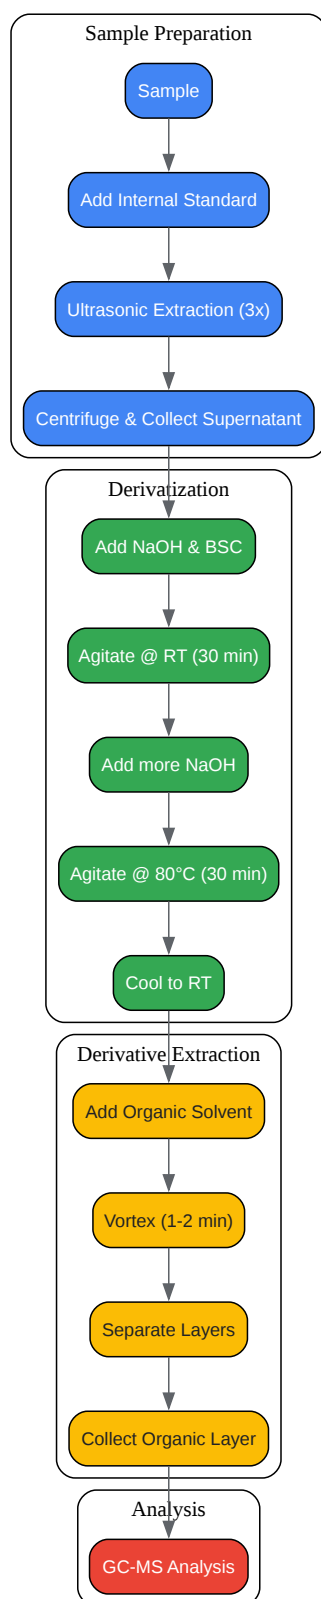 Sample Preparation
Sample
Add Internal Standard
Ultrasonic Extraction (3x)
Centrifuge & Collect Supernatant
Derivatization
Add NaOH & BSC
Agitate @ RT (30 min)
Add more NaOH
Agitate @ 80°C (30 min)
Cool to RT
Derivative Extraction
Add Organic Solvent
Vortex (1-2 min)
Separate Layers
Collect Organic Layer
Analysis
GC-MS Analysis